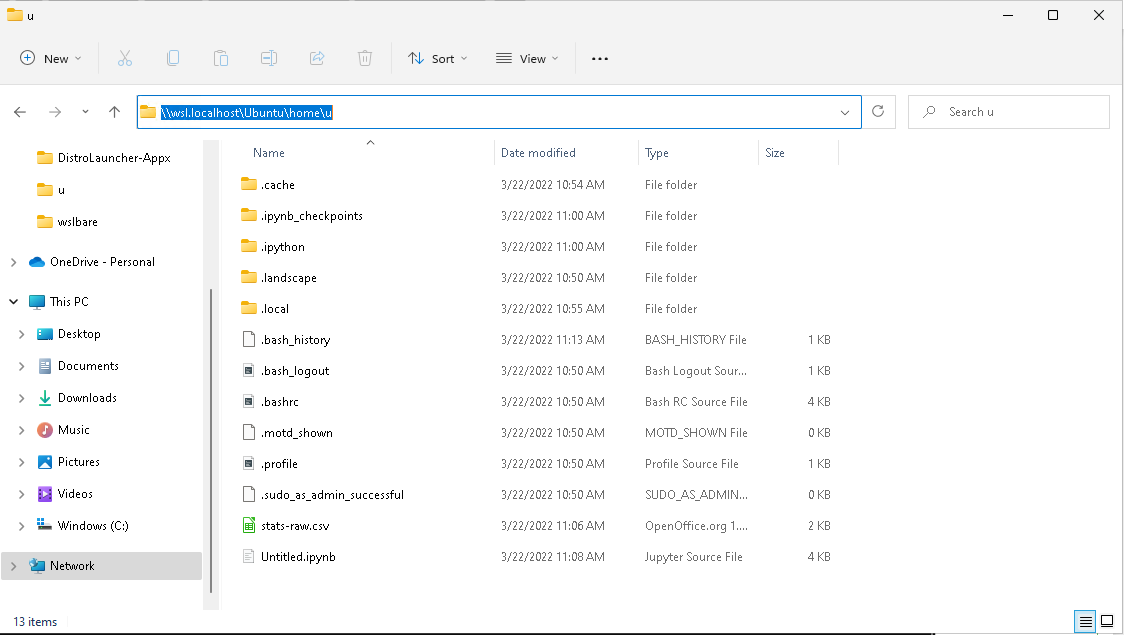 u
New
Sort
View
\\wsl.localhost\Ubuntu\home\u
Search u
DistroLauncher-Appx
u
wslbare
OneDrive - Personal
This PC
Desktop
Documents
Downloads
Music
Pictures
Videos
Windows (C:)
Network
Name Date modified Type Size
.cache 3/22/2022 10:54 AM File folder
.ipynb_checkpoints 3/22/2022 11:00 AM File folder
.ipython 3/22/2022 11:00 AM File folder
.landscape 3/22/2022 10:50 AM File folder
.local 3/22/2022 10:55 AM File folder
.bash_history 3/22/2022 11:13 AM BASH_HISTORY File 1 KB
.bash_logout 3/22/2022 10:50 AM Bash Logout Sour... 1 KB
.bashrc 3/22/2022 10:50 AM Bash RC Source File 4 KB
.motd_shown 3/22/2022 10:50 AM MOTD_SHOWN File 0 KB
.profile 3/22/2022 10:50 AM Profile Source File 1 KB
.sudo_as_admin_successful 3/22/2022 10:50 AM SUDO_AS_ADMIN... 0 KB
stats-raw.csv 3/22/2022 11:06 AM OpenOffice.org 1.... 2 KB
Untitled.ipynb 3/22/2022 11:08 AM Jupyter Source File 4 KB
13 items